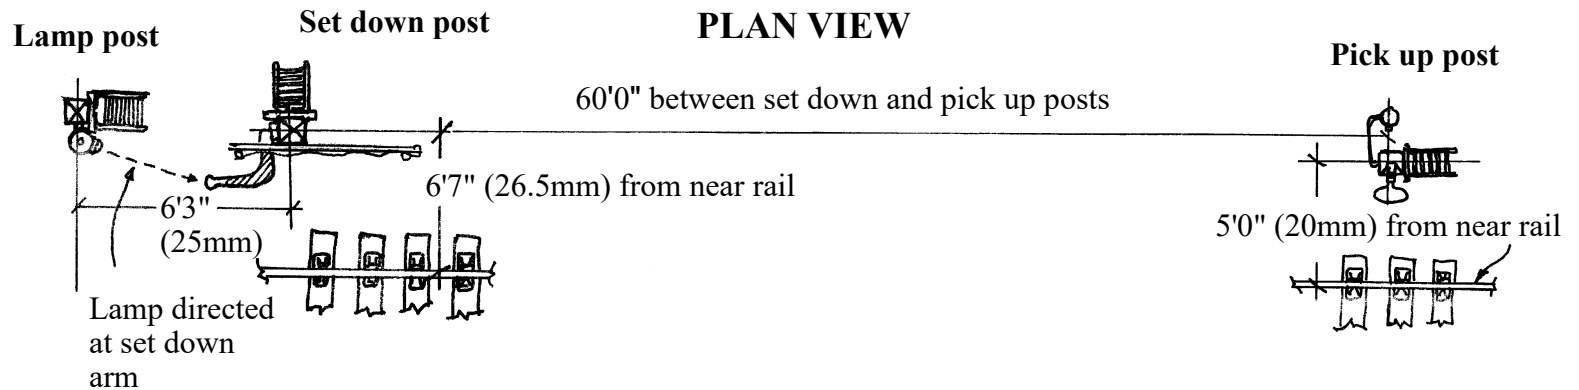 PLAN VIEW
Lamp post
Set down post
Pick up post
60'0" between set down and pick up posts
6'7" (26.5mm) from near rail
6'3"
(25mm)
5'0" (20mm) from near rail
Lamp directed
at set down
arm